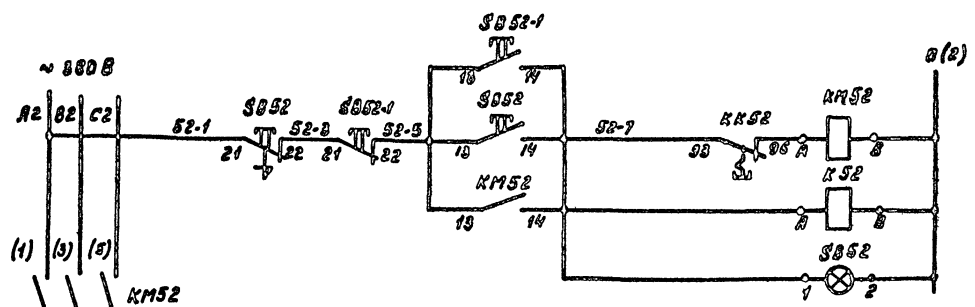 SB52-1
0(2)
~ 380 В
13 14
A2 B2 C2
SB52
SB52-1
SB52
KM52
52-1
52-3
52-5
52-7
KK52
21 22
21 22
13 14
95 96
A B
KM52
K52
13 14
A B
(1) (3) (5)
SB52
KM52
1 2